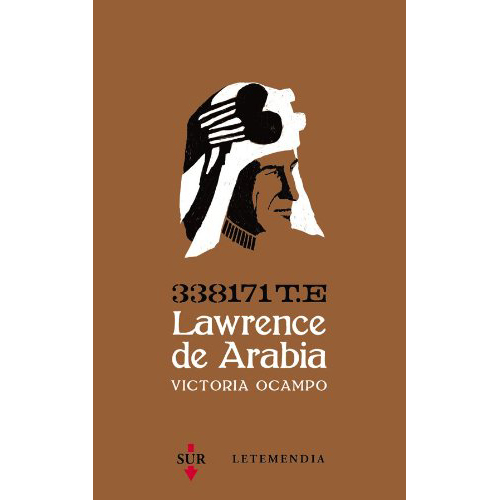 338171 T.E
Lawrence
de Arabia
VICTORIA OCAMPO
SUR
LETEMENDIA